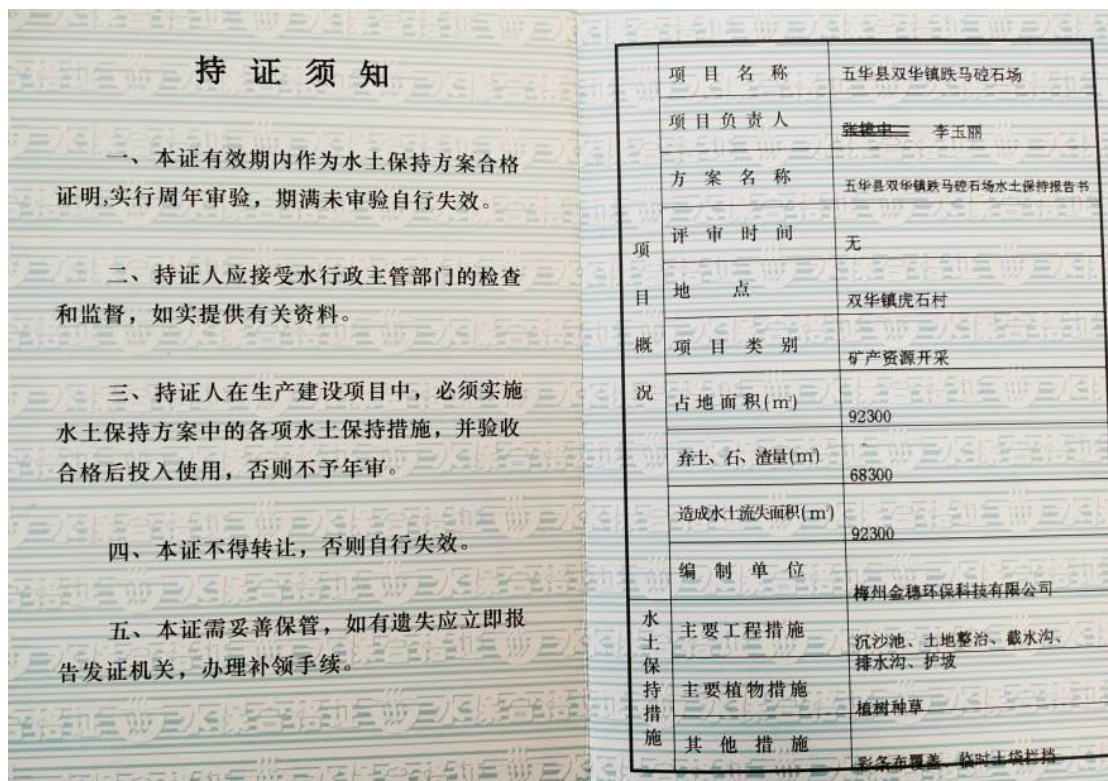 持证须知
一、本证有效期内作为水土保持方案合格
证明,实行周年审验，期满未审验自行失效。
二、持证人应接受水行政主管部门的检查
和监督，如实提供有关资料。
三、持证人在生产建设项目中，必须实施
水土保持方案中的各项水土保持措施，并验收
合格后投入使用，否则不予年审。
四、本证不得转让，否则自行失效。
五、本证需妥善保管，如有遗失应立即报
告发证机关，办理补领手续。
项目概况
项目名称 五华县双华镇跌马碇石场
项目负责人 张镜中 李玉丽
方案名称 五华县双华镇跌马碇石场水土保持报告书
评审时间 无
地点 双华镇虎石村
项目类别 矿产资源开采
占地面积(m²) 92300
弃土、石、渣量(m³) 68300
造成水土流失面积(m²) 92300
编制单位 梅州金穗环保科技有限公司
水土保持措施
主要工程措施 沉沙池、土地整治、截水沟、
排水沟、护坡
主要植物措施 植树种草
其他措施 彩条布覆盖、临时土袋拦挡